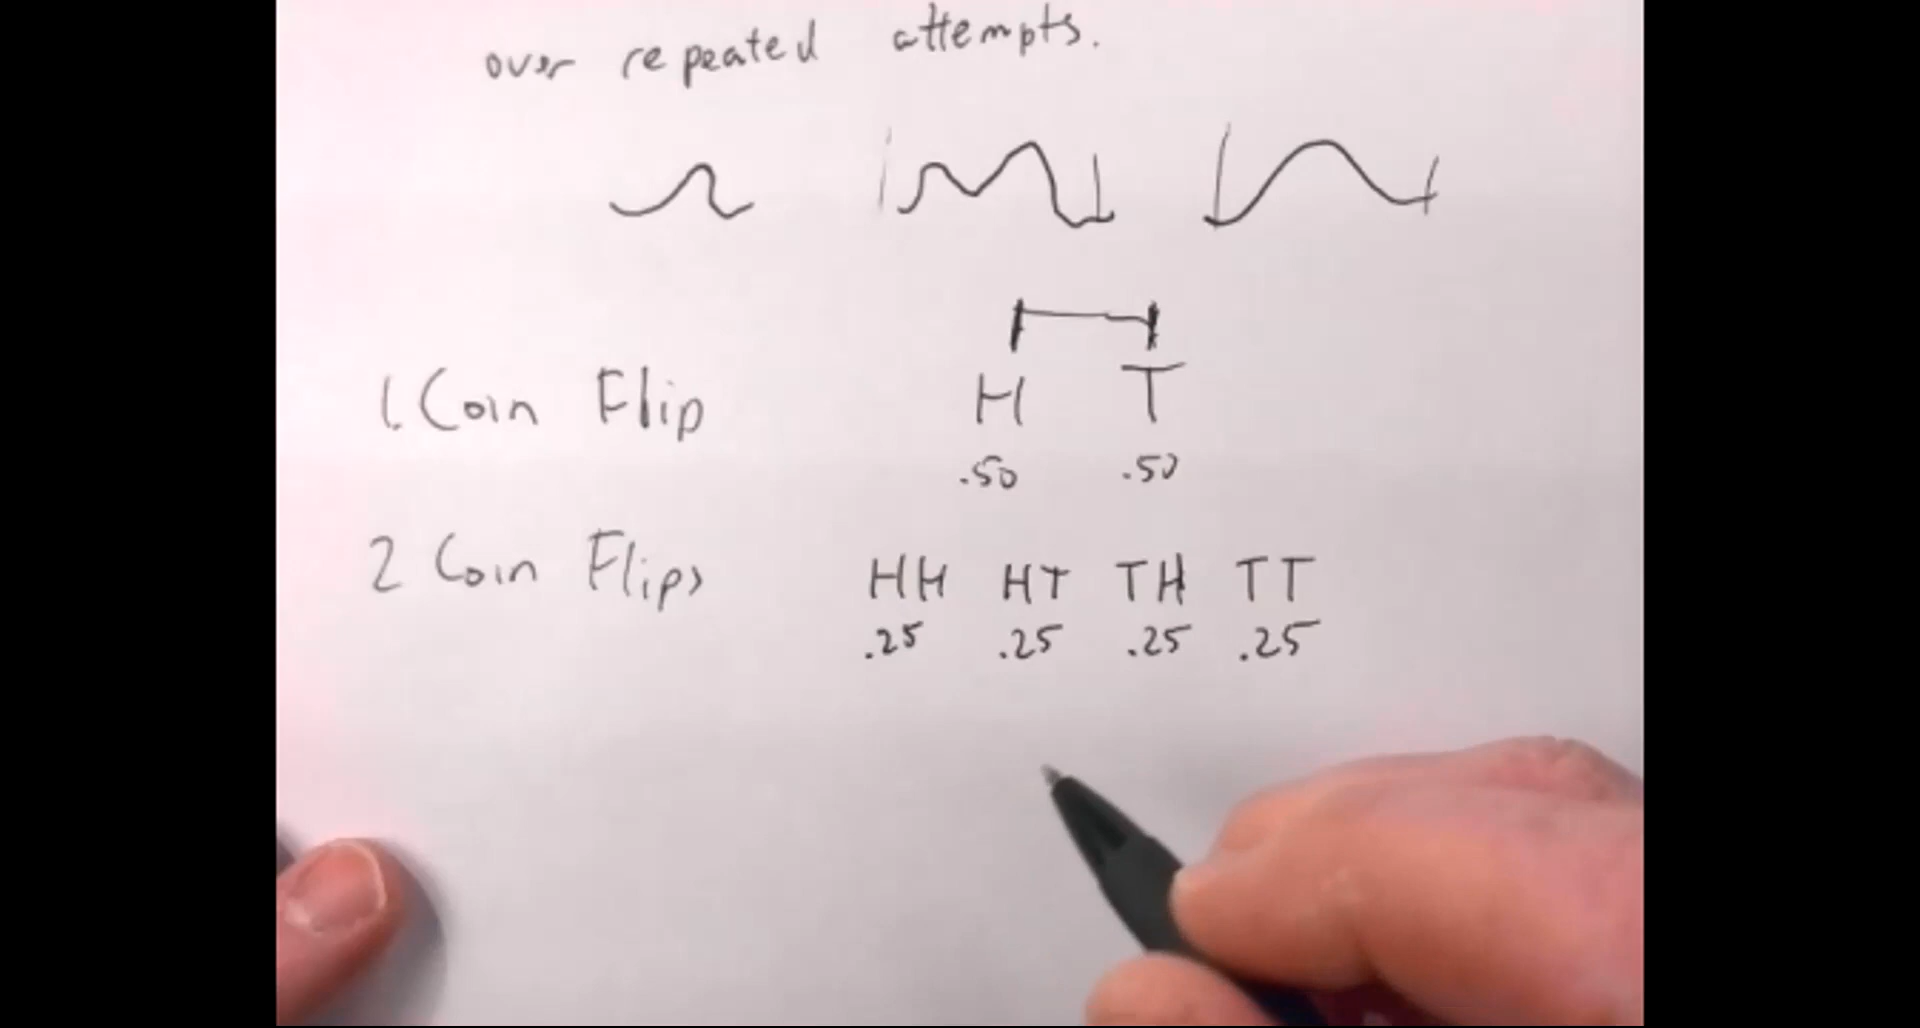 over repeated attempts.
1. Coin Flip H T
.50 .50
2 Coin Flips HH HT TH TT
.25 .25 .25 .25